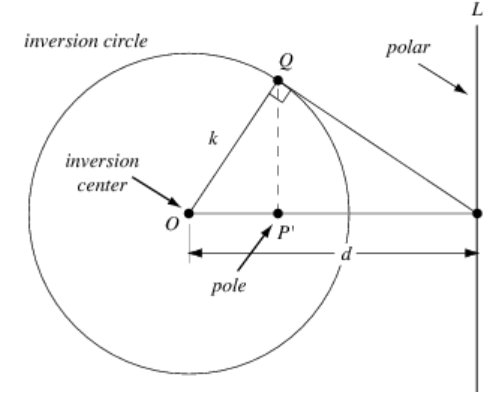 L
inversion circle
polar
Q
k
inversion
center
O
P'
d
pole